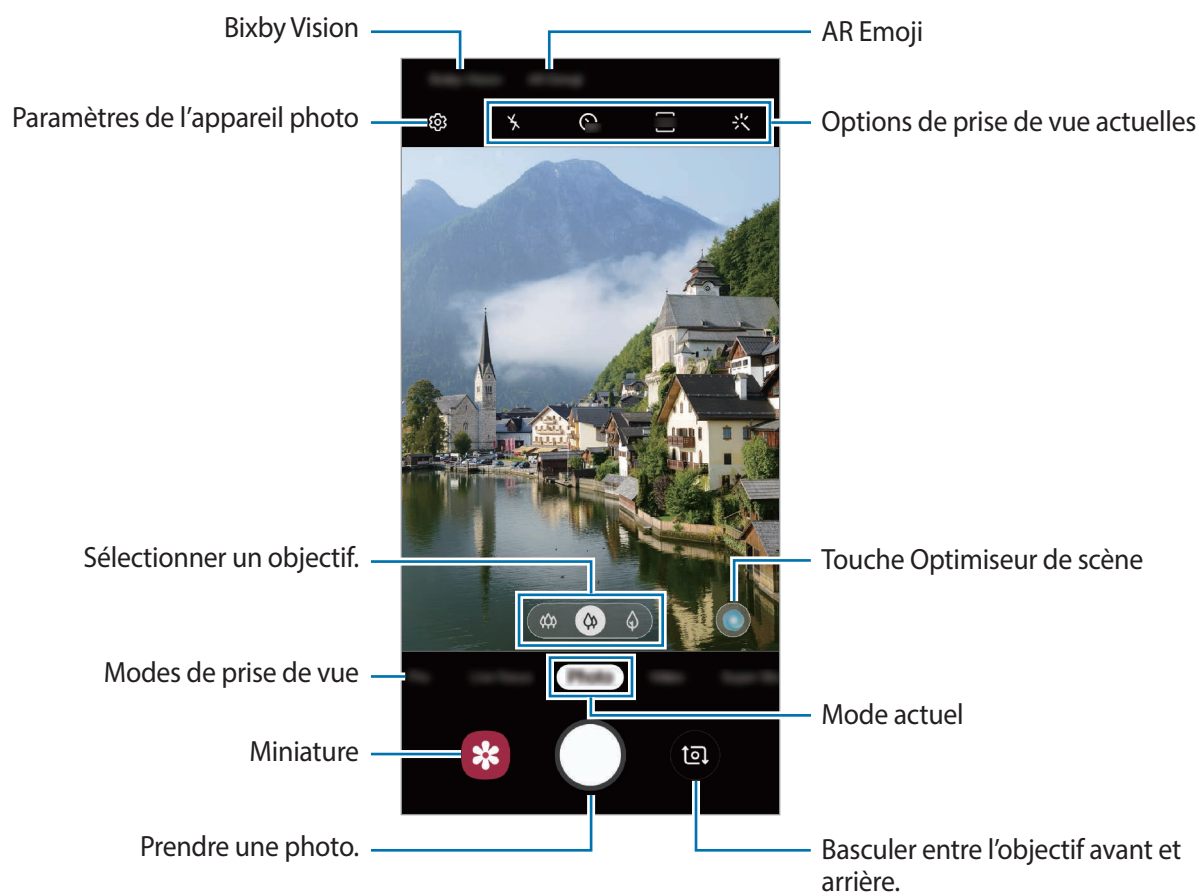 Bixby Vision
AR Emoji
Paramètres de l'appareil photo
Options de prise de vue actuelles
Sélectionner un objectif.
Touche Optimiseur de scène
Modes de prise de vue
Photo
Mode actuel
Miniature
Prendre une photo.
Basculer entre l'objectif avant et
arrière.